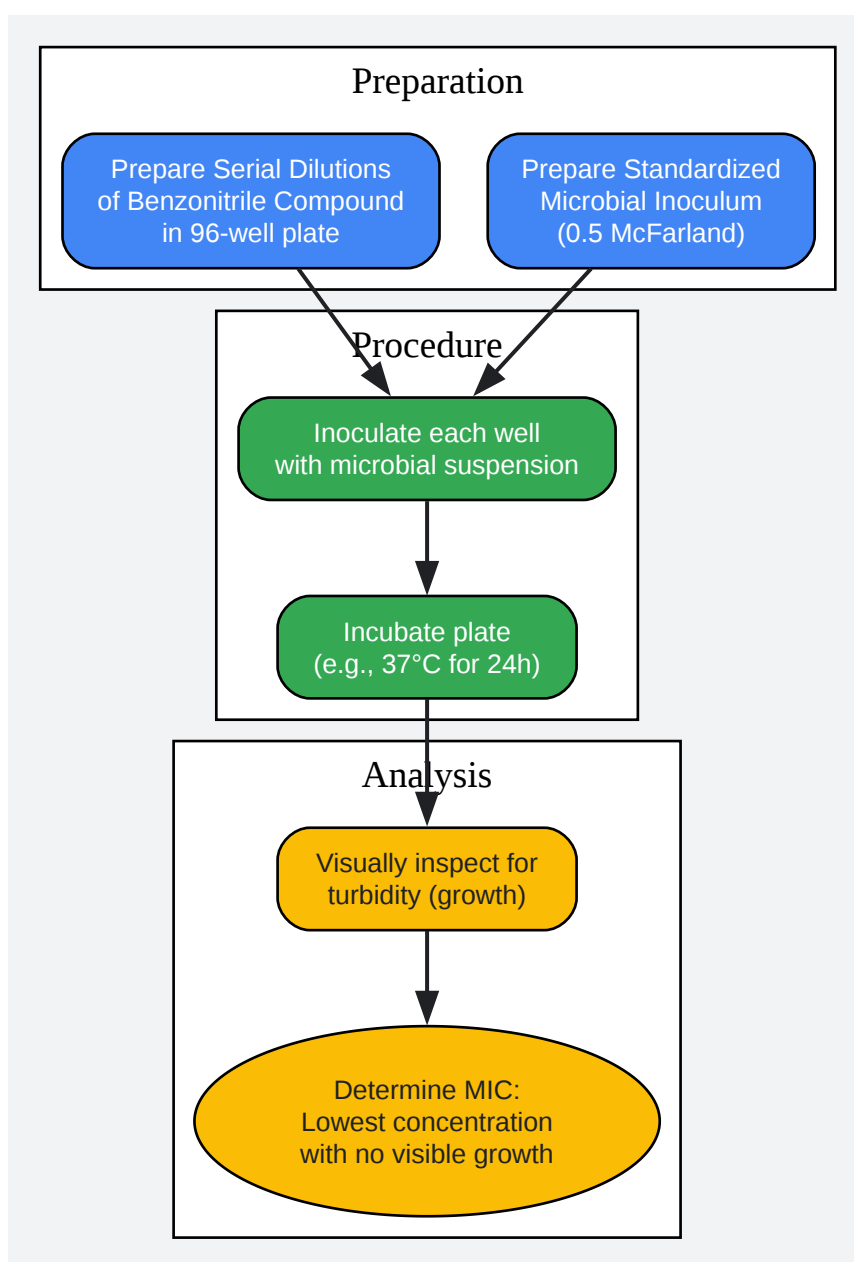 Preparation
Prepare Serial Dilutions
of Benzonitrile Compound
in 96-well plate
Prepare Standardized
Microbial Inoculum
(0.5 McFarland)
Procedure
Inoculate each well
with microbial suspension
Incubate plate
(e.g., 37°C for 24h)
Analysis
Visually inspect for
turbidity (growth)
Determine MIC:
Lowest concentration
with no visible growth